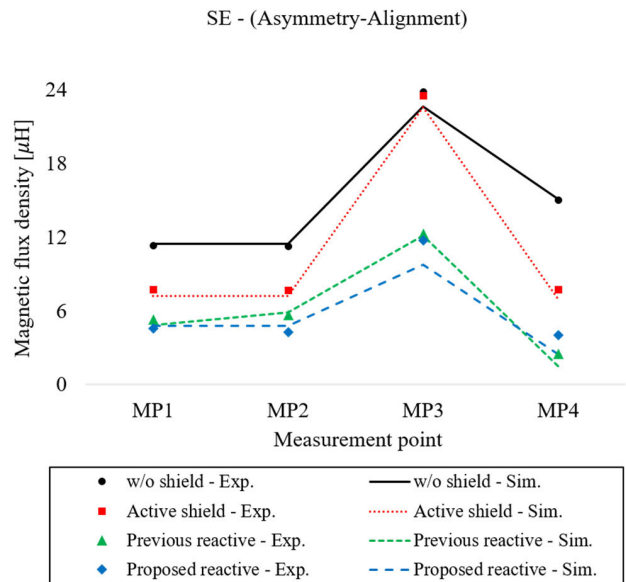 SE - (Asymmetry-Alignment)
Magnetic flux density [μH]
24
18
12
6
0
MP1 MP2 MP3 MP4
Measurement point
w/o shield - Exp. w/o shield - Sim.
Active shield - Exp. Active shield - Sim.
Previous reactive - Exp. Previous reactive - Sim.
Proposed reactive - Exp. Proposed reactive - Sim.